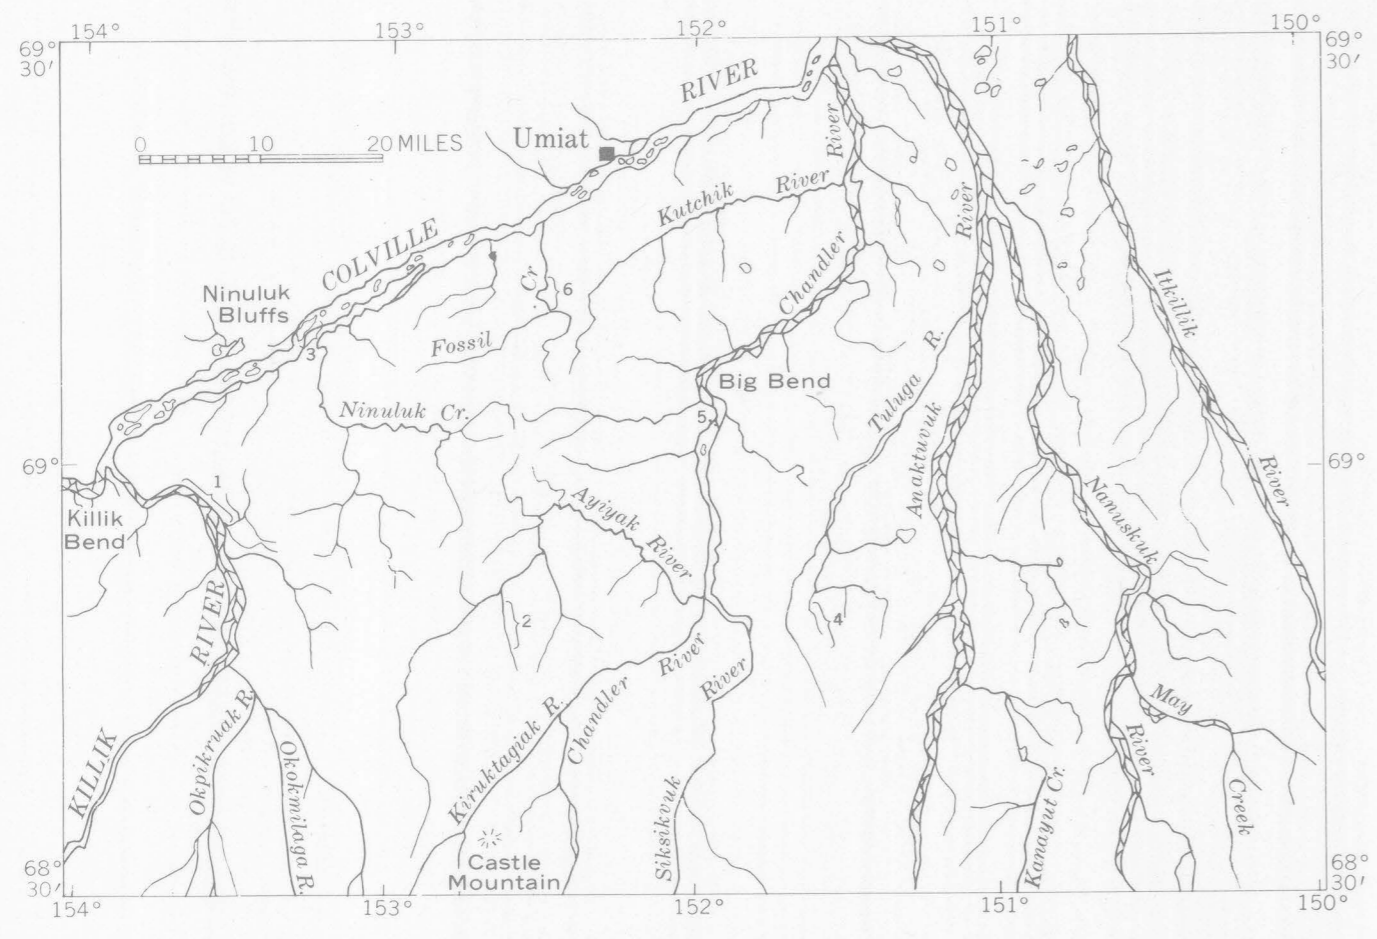 154°
153°
152°
151°
150°
69°
30′
69°
30′
0
10
20 MILES
Umiat
COLVILLE
RIVER
Kutchik
River
River
Chandler
River
Itkillik
River
Ninuluk
Bluffs
Cr
6
Fossil
3
Ninuluk Cr.
Big Bend
5
Tuluga
R.
Anaktuvuk
69°
69°
1
Killik
Bend
Ayiyak
River
Nanuskuk
RIVER
2
4
8
KILLIK
Okpikruak R.
Okokmilaga R.
Kiruktagiak R.
Chandler
River
River
Siksikvuk
May
Creek
River
Kanayut Cr.
Castle
Mountain
68°
30′
68°
30′
154°
153°
152°
151°
150°